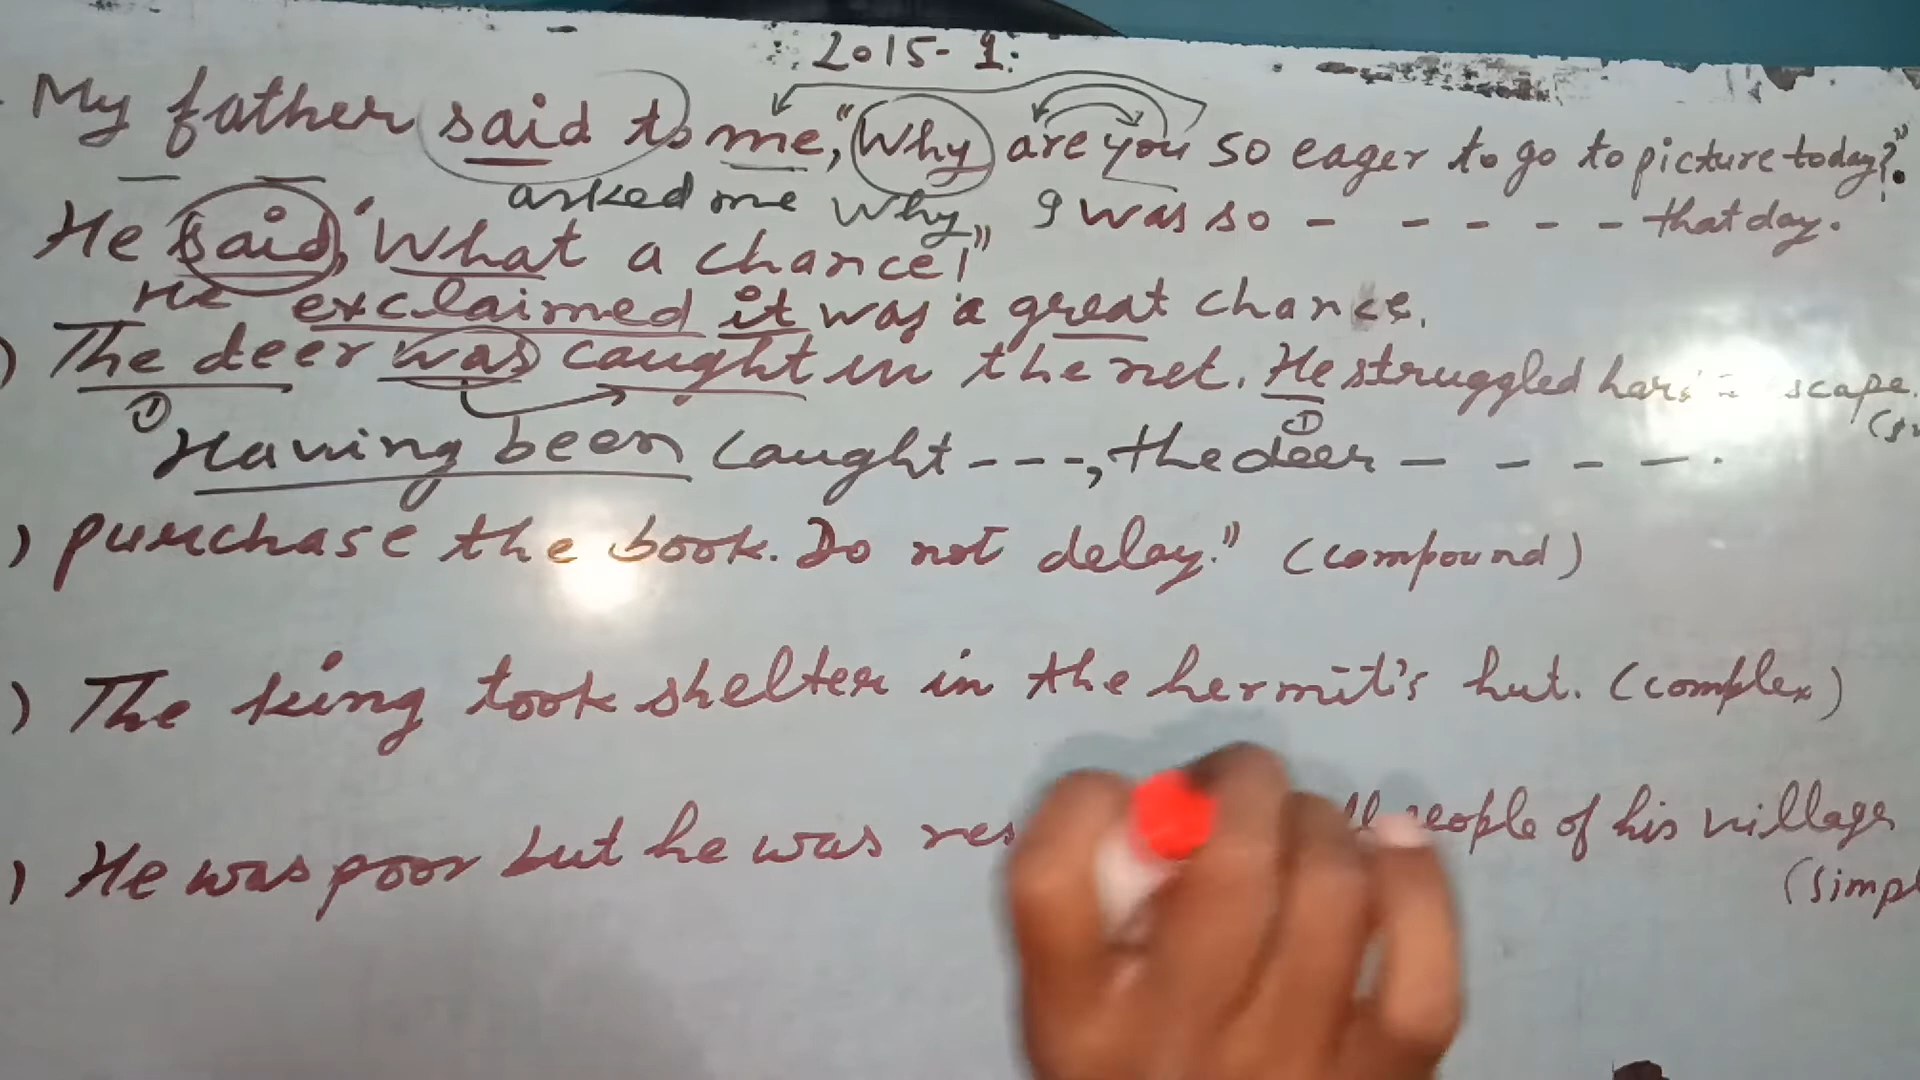 2015-1:
My father said to me, "Why are you so eager to go to picture today?".
asked me why I was so - - - - - that day.
He said, "What a chance!"
He exclaimed it was a great chance.
) The deer was caught in the net. He struggled scape.
Having been caught ---, the deer - - - - .
) purchase the book. Do not delay." (compound)
) The king took shelter in the hermit's hut. (complex)
) He was poor but he was people of his village
(simpl